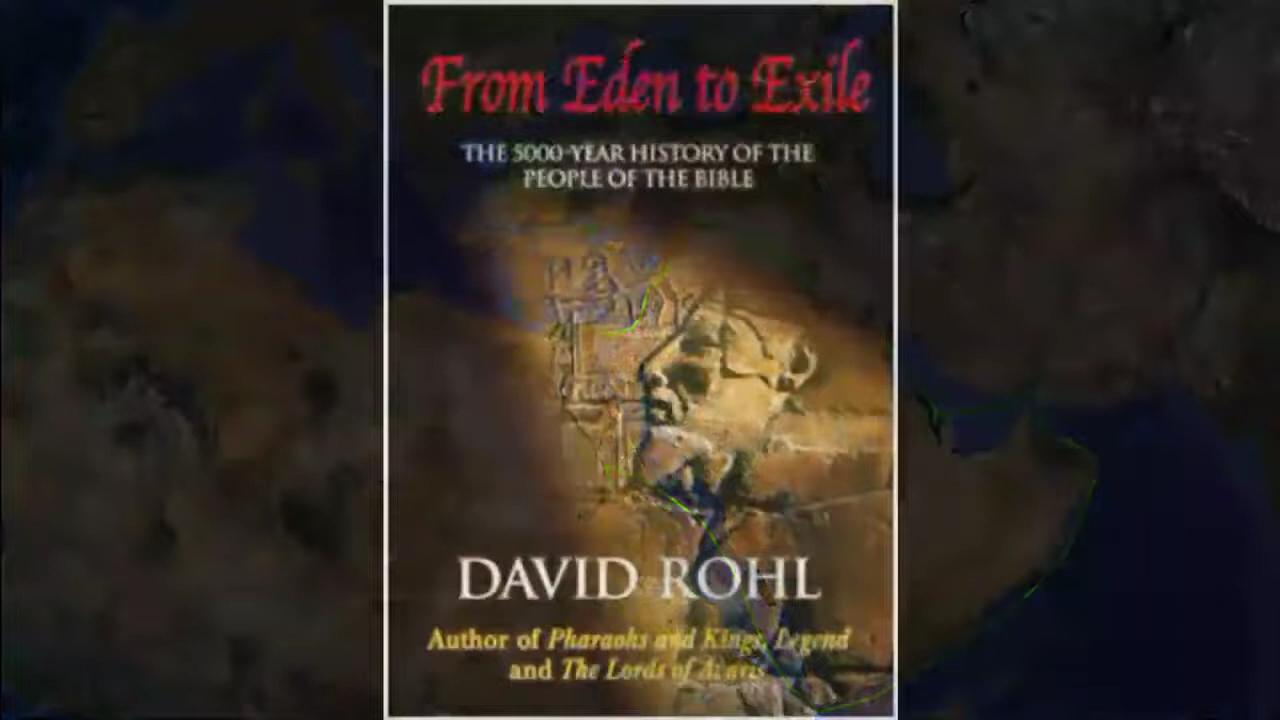 From Eden to Exile
THE 5000-YEAR HISTORY OF THE
PEOPLE OF THE BIBLE
DAVID ROHL
Author of Pharaohs and Kings, Legend
and The Lords of Avaris